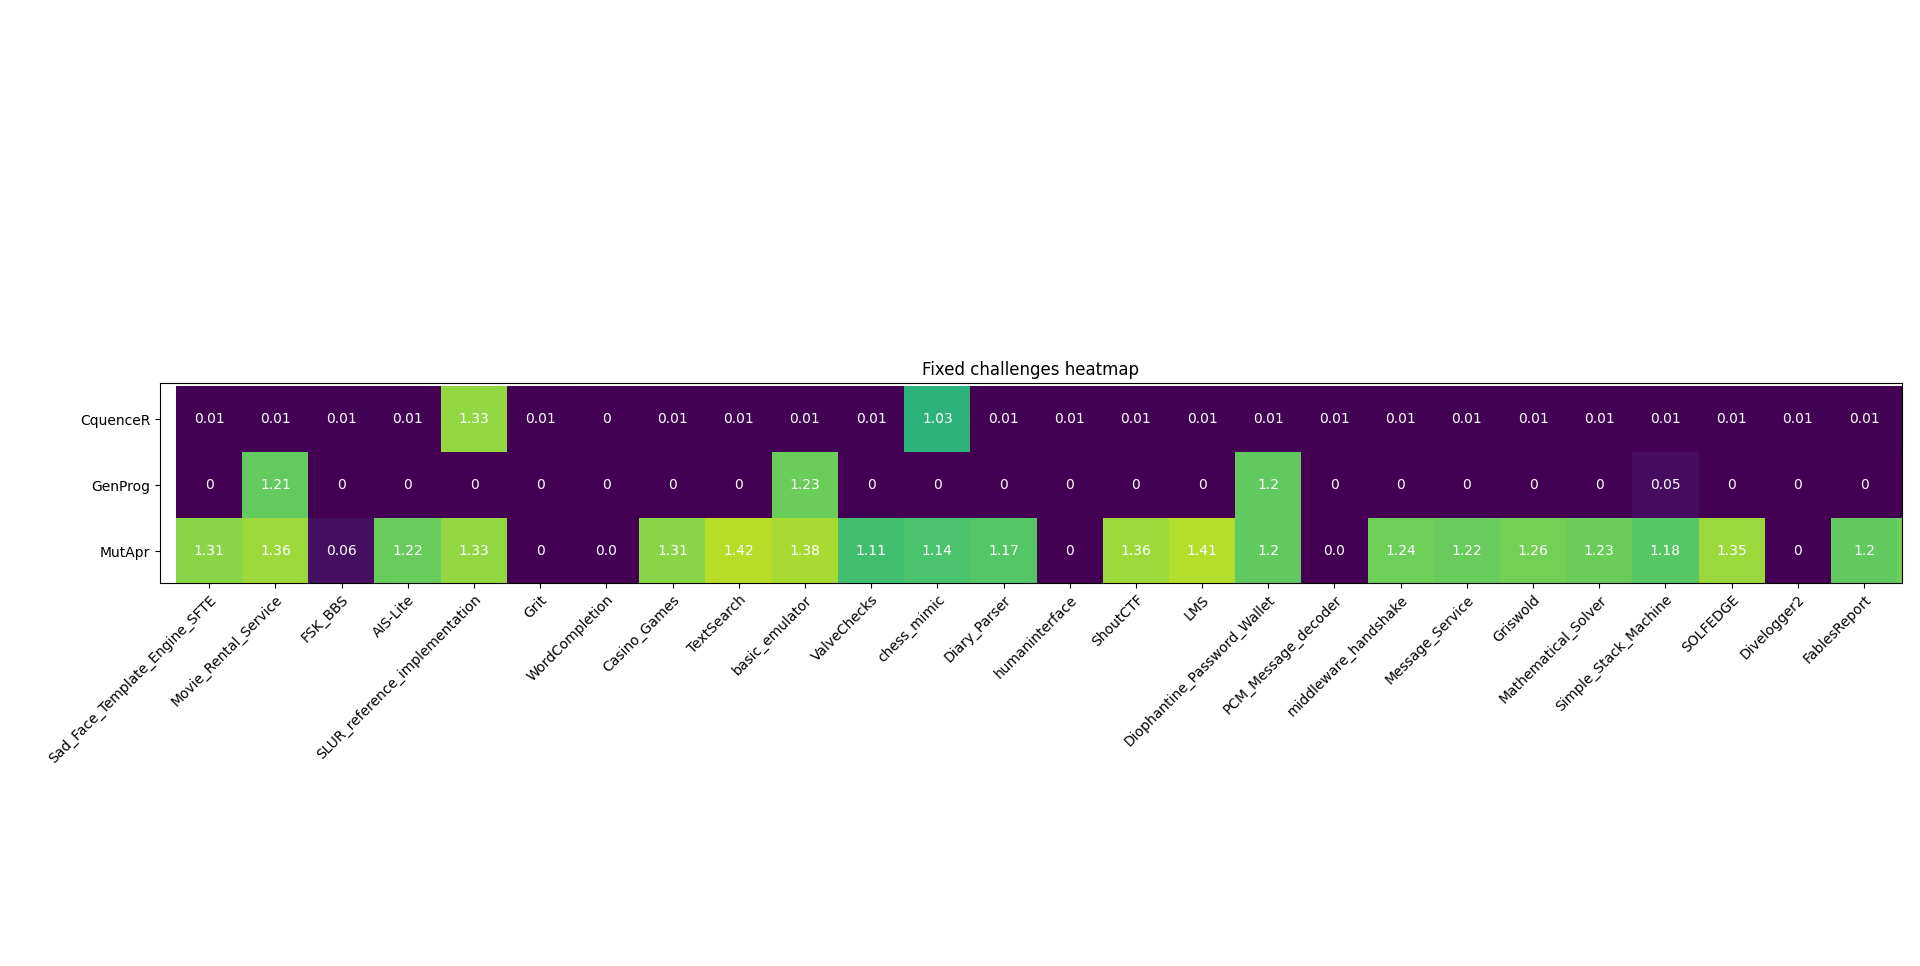 Fixed challenges heatmap
CquenceR 0.01 0.01 0.01 0.01 1.33 0.01 0 0.01 0.01 0.01 0.01 1.03 0.01 0.01 0.01 0.01 0.01 0.01 0.01 0.01 0.01 0.01 0.01 0.01 0.01 0.01
GenProg 0 1.21 0 0 0 0 0 0 0 1.23 0 0 0 0 0 0 1.2 0 0 0 0 0 0.05 0 0 0
MutApr 1.31 1.36 0.06 1.22 1.33 0 0.0 1.31 1.42 1.38 1.11 1.14 1.17 0 1.36 1.41 1.2 0.0 1.24 1.22 1.26 1.23 1.18 1.35 0 1.2
Sad_Face_Template_Engine_SFTE
Movie_Rental_Service
FSK_BBS
AIS-Lite
SLUR_reference_implementation
Grit
WordCompletion
Casino_Games
TextSearch
basic_emulator
ValveChecks
chess_mimic
Diary_Parser
humaninterface
ShoutCTF
LMS
Diophantine_Password_Wallet
PCM_Message_decoder
middleware_handshake
Message_Service
Griswold
Mathematical_Solver
Simple_Stack_Machine
SOLFEDGE
Divelogger2
FablesReport